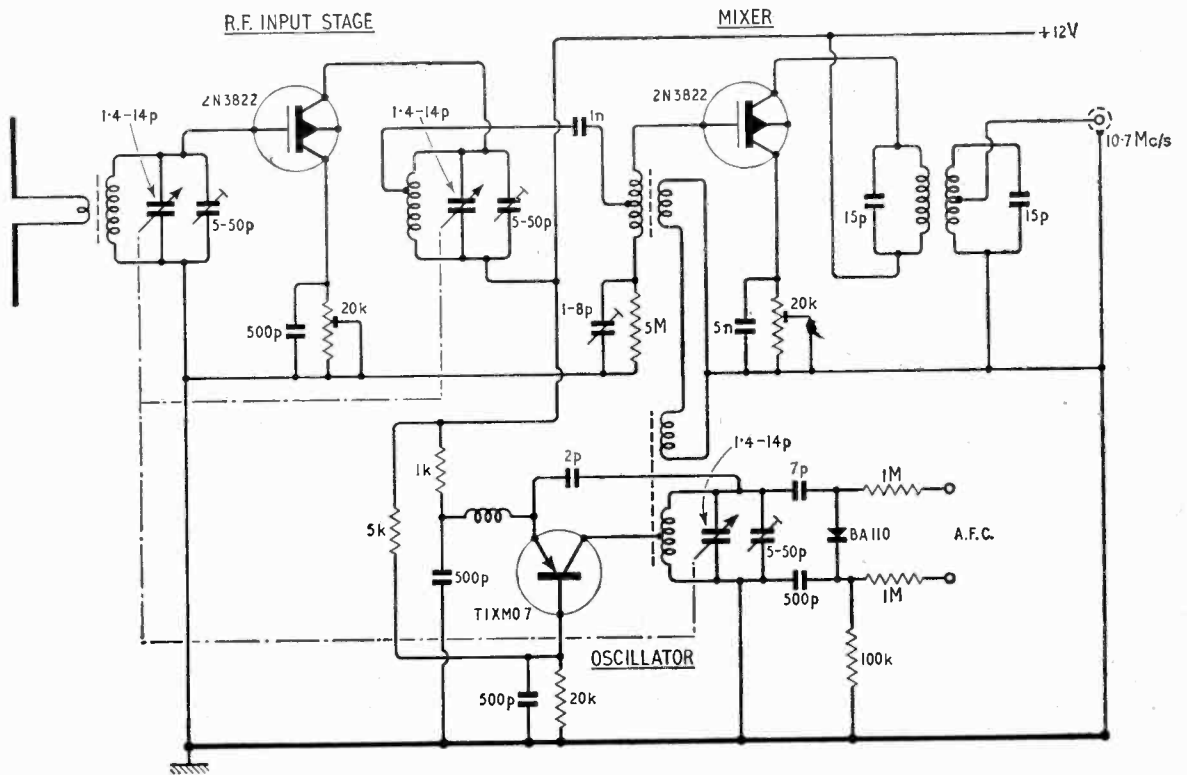 R.F. INPUT STAGE
MIXER
+12V
2N3822
1·4-14p
5-50p
500p
20k
1·4-14p
5-50p
1n
1-8p
5M
2N3822
5n
20k
15p
15p
10·7Mc/s
1k
5k
500p
2p
TIXM07
500p
20k
OSCILLATOR
1·4-14p
5-50p
7p
500p
BA110
1M
A.F.C.
1M
100k